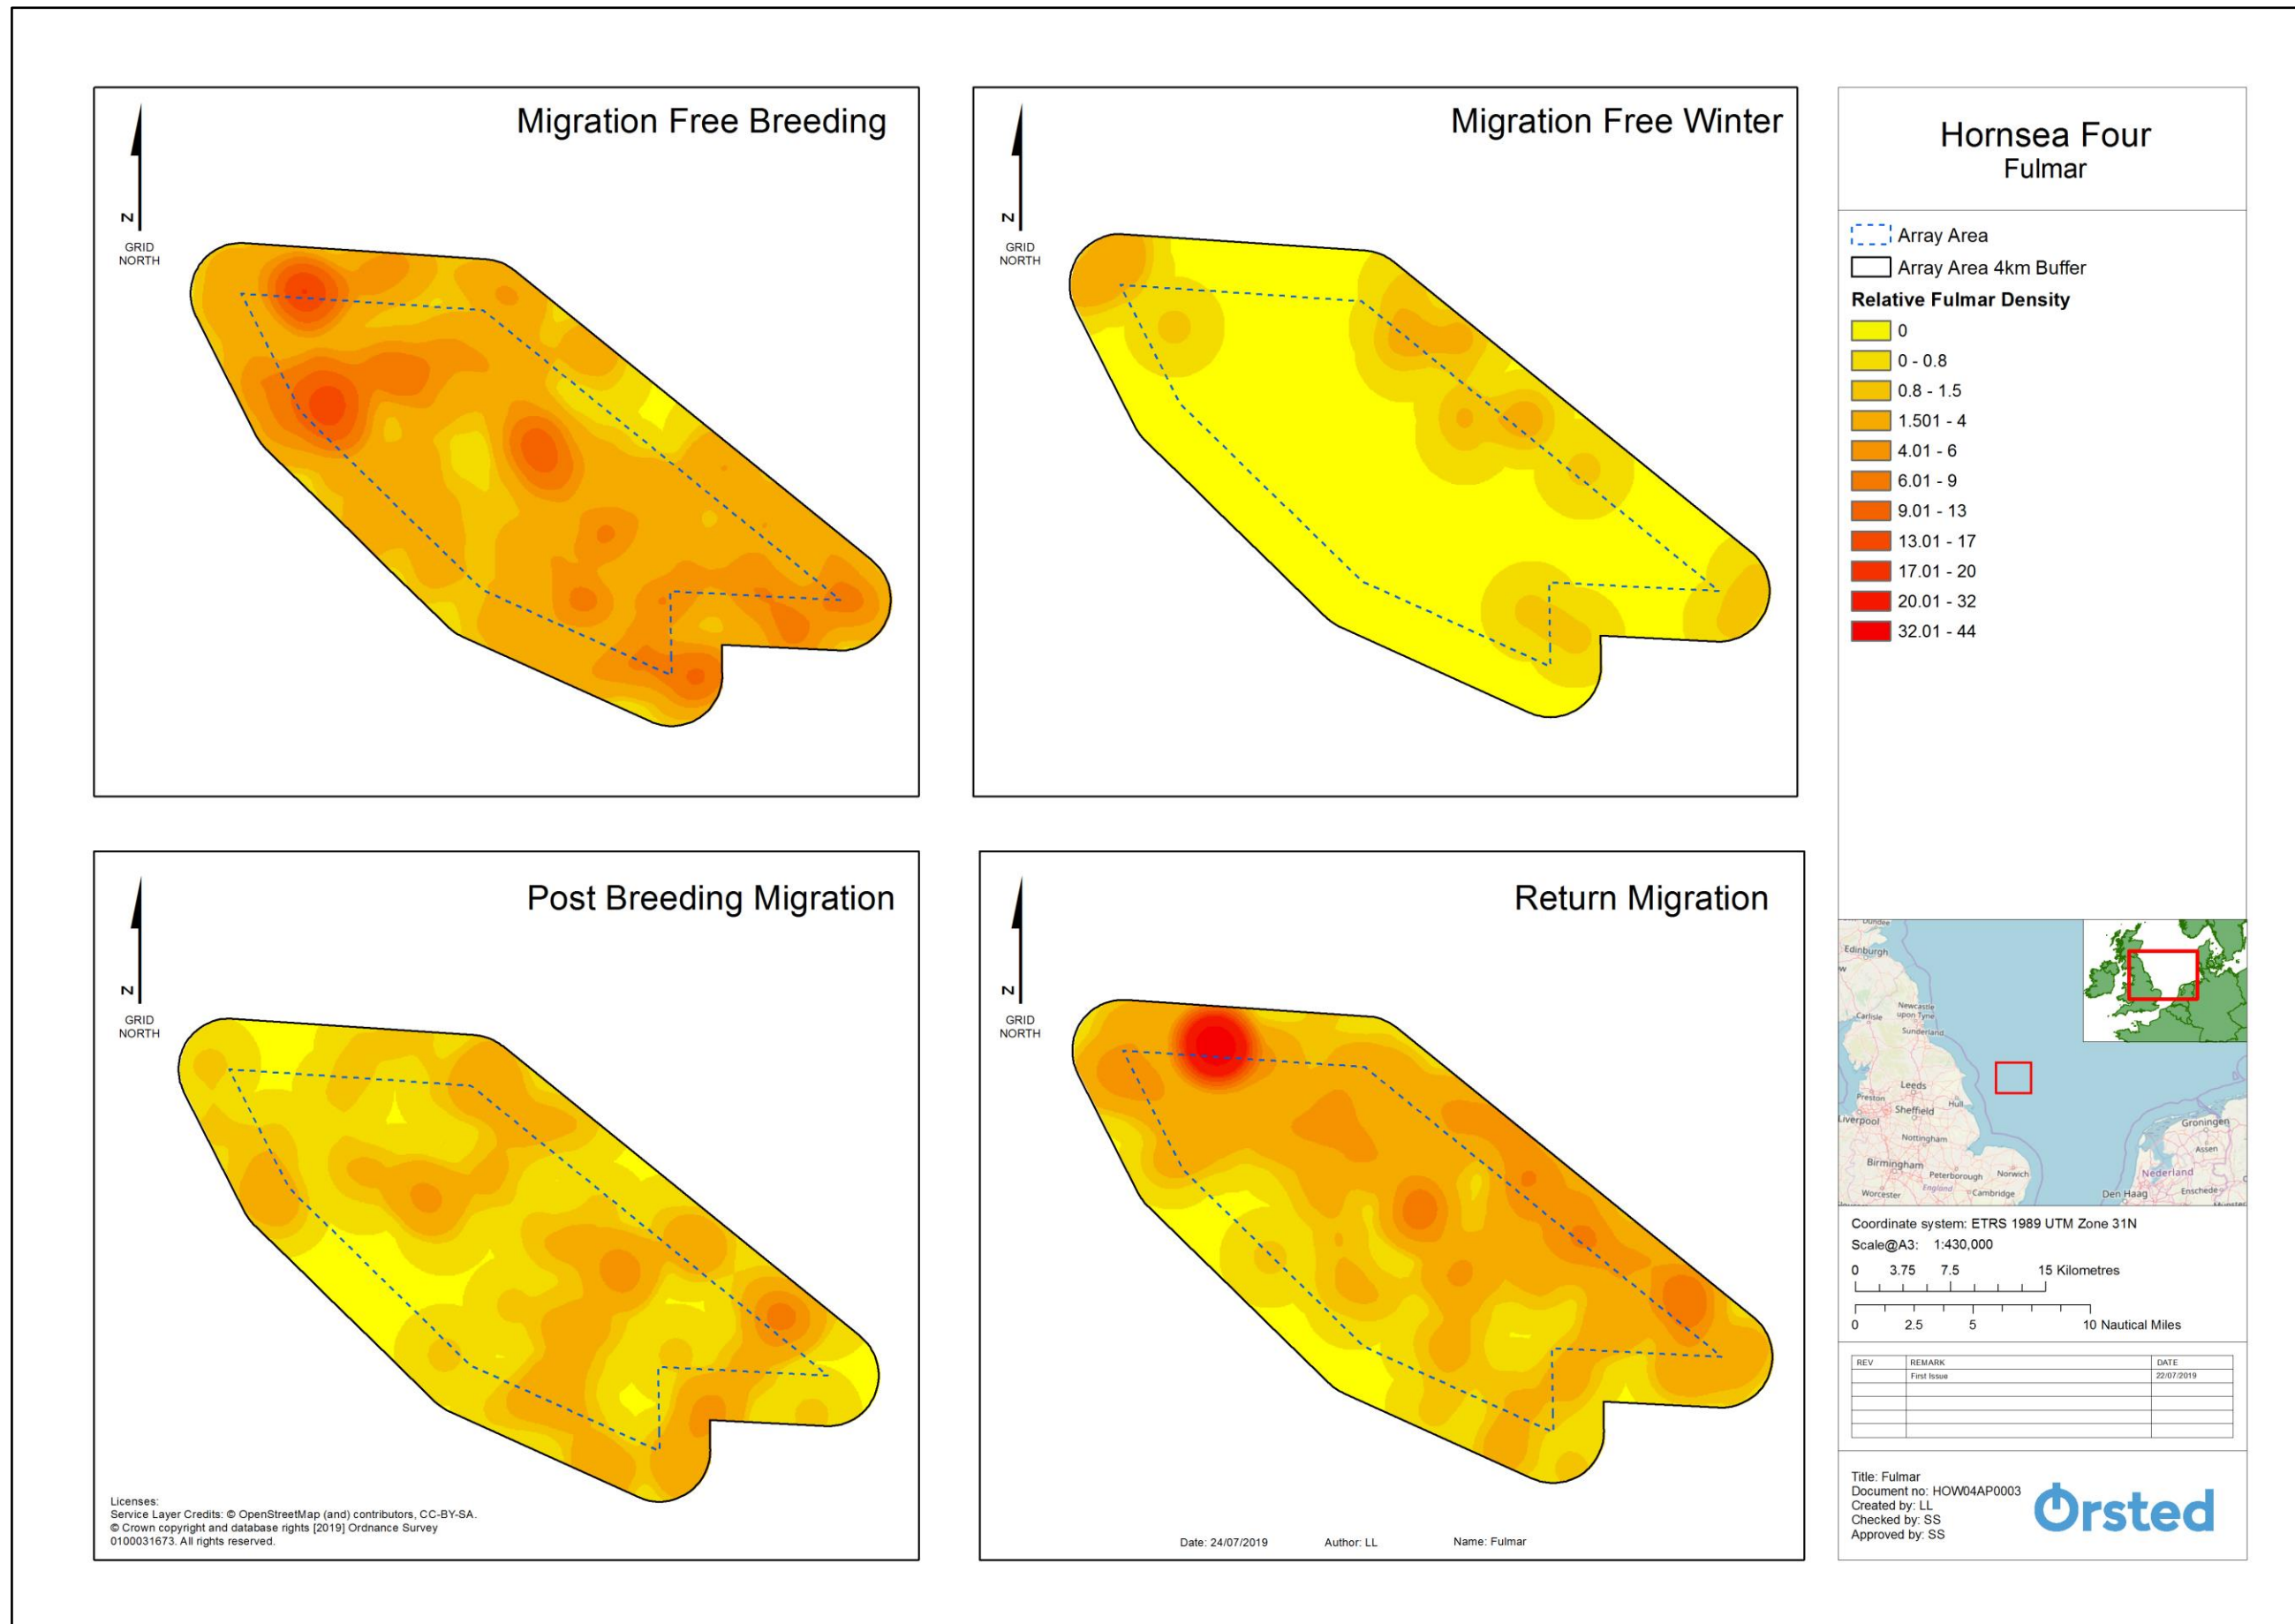 Migration Free Breeding
Z
GRID
NORTH
Migration Free Winter
Z
GRID
NORTH
Post Breeding Migration
Z
GRID
NORTH
Licenses:
Service Layer Credits: © OpenStreetMap (and) contributors, CC-BY-SA.
© Crown copyright and database rights [2019] Ordnance Survey
0100031673. All rights reserved.
Return Migration
Z
GRID
NORTH
Date: 24/07/2019 Author: LL Name: Fulmar
Hornsea Four
Fulmar
Array Area
Array Area 4km Buffer
Relative Fulmar Density
0
0 - 0.8
0.8 - 1.5
1.501 - 4
4.01 - 6
6.01 - 9
9.01 - 13
13.01 - 17
17.01 - 20
20.01 - 32
32.01 - 44
Dundee
Edinburgh
Newcastle
upon Tyne
Carlisle
Sunderland
Leeds
Preston
Hull
Sheffield
Liverpool
Nottingham
Birmingham
Peterborough
Norwich
England
Worcester
Cambridge
Groningen
Assen
Nederland
Den Haag
Enschede
Coordinate system: ETRS 1989 UTM Zone 31N
Scale@A3: 1:430,000
0 3.75 7.5 15 Kilometres
0 2.5 5 10 Nautical Miles
REV REMARK DATE
First Issue 22/07/2019
Title: Fulmar
Document no: HOW04AP0003
Created by: LL
Checked by: SS
Approved by: SS
Ørsted